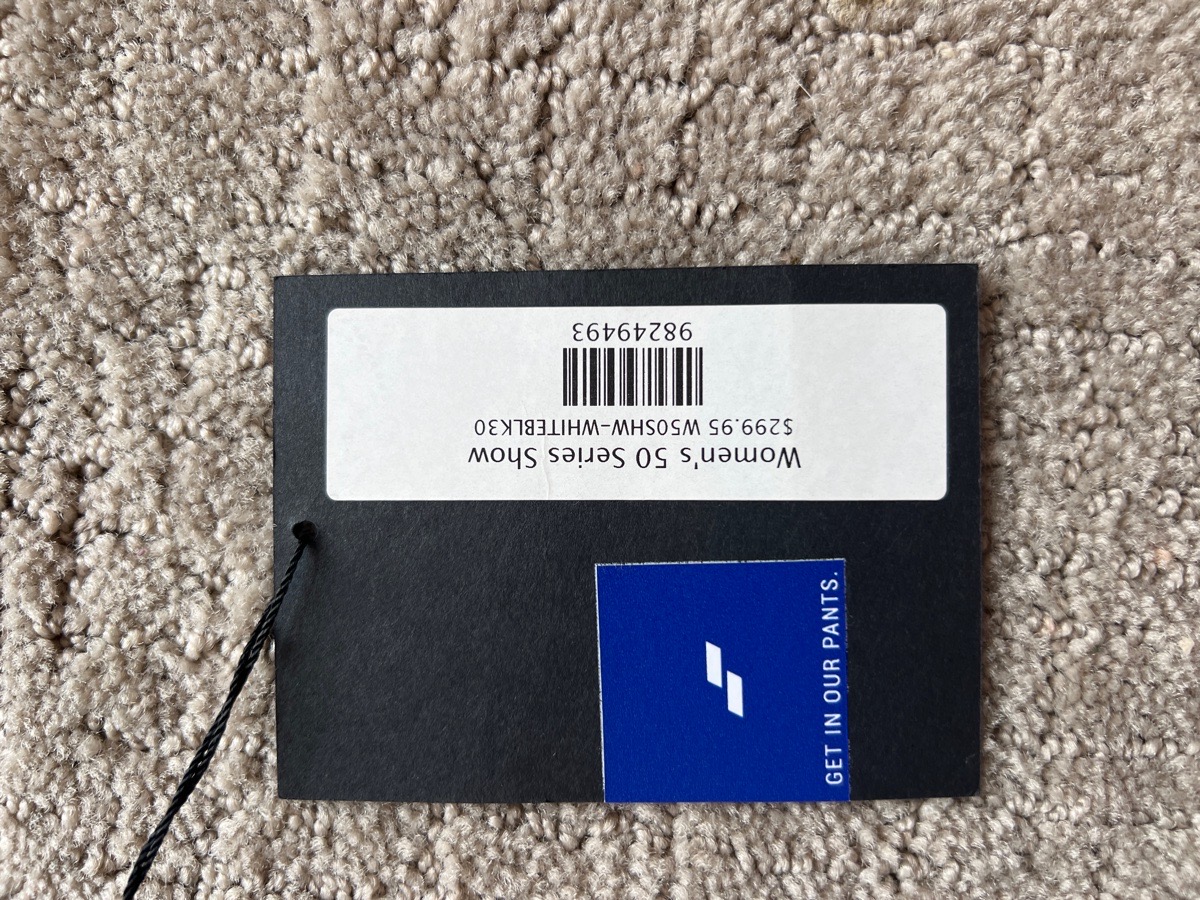 Women's 50 Series Show
$299.95 W50SHW-WHITEBLK30
98249493
GET IN OUR PANTS.